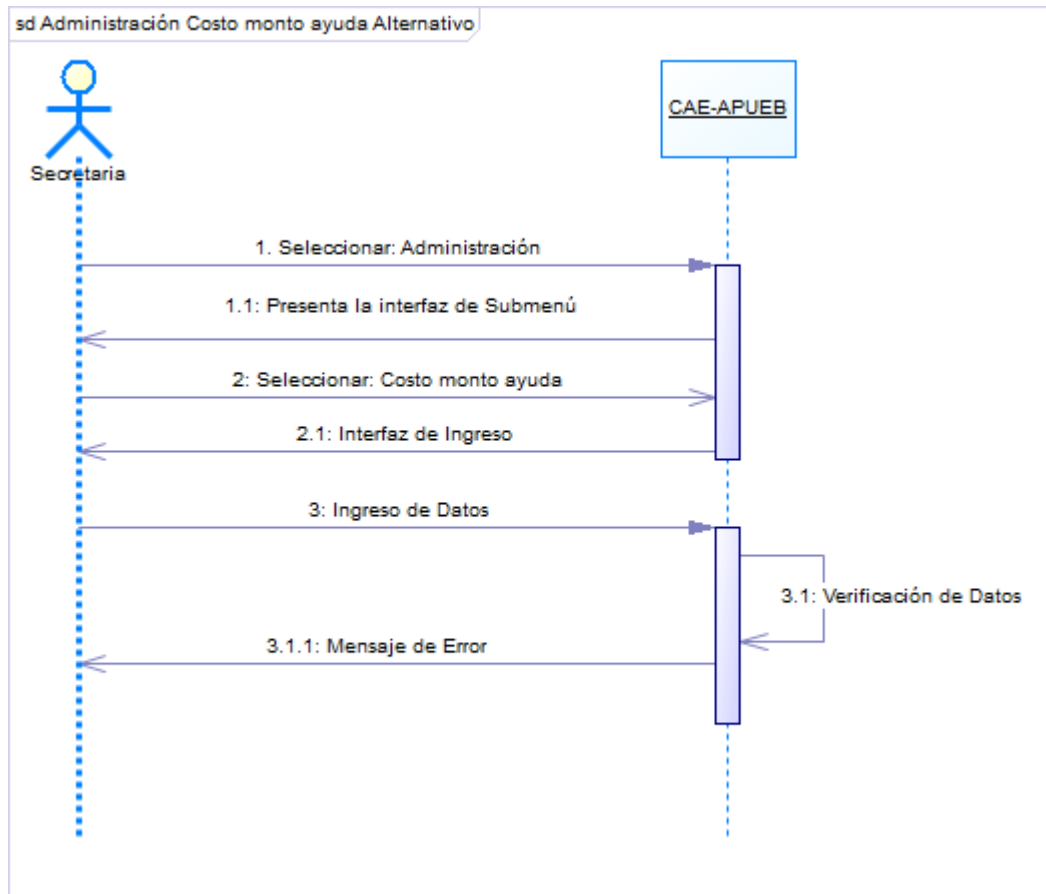 sd Administración Costo monto ayuda Alternativo
CAE-APUEB
Secretaria
1. Seleccionar: Administración
1.1: Presenta la interfaz de Submenú
2: Seleccionar: Costo monto ayuda
2.1: Interfaz de Ingreso
3: Ingreso de Datos
3.1: Verificación de Datos
3.1.1: Mensaje de Error